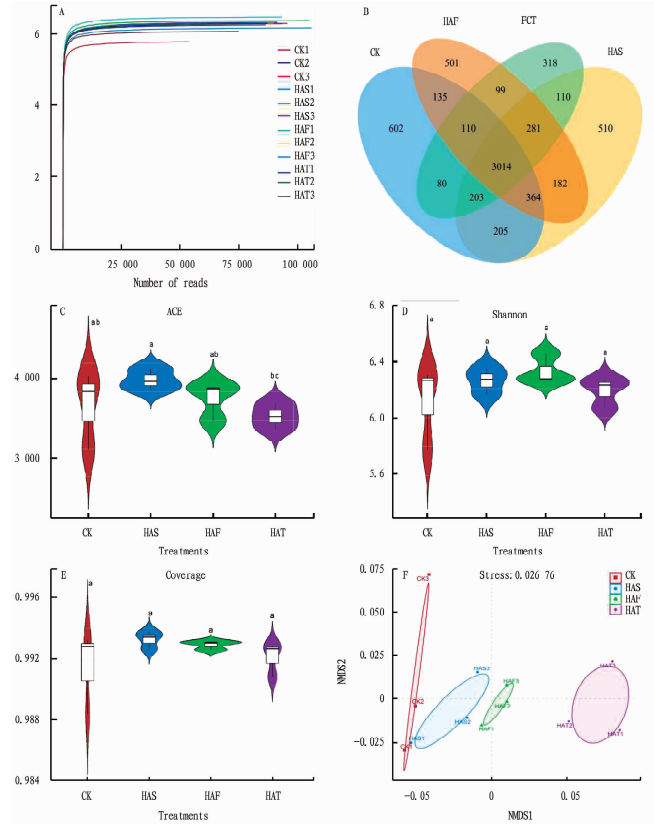 A
6
4
2
0
25 000
50 000
75 000
100 000
Number of reads
CK1
CK2
CK3
HAS1
HAS2
HAS3
HAF1
HAF2
HAF3
HAT1
HAT2
HAT3
B
CK
HAF
FCT
HAS
501
318
99
135
110
602
110
281
510
3014
80
182
203
364
205
C
ACE
4 000
3 000
ab
a
ab
bc
CK
HAS
HAF
HAT
Treatments
D
Shannon
6.8
6.4
6.0
5.6
a
a
a
a
CK
HAS
HAF
HAT
Treatments
E
Coverage
0.996
0.992
0.988
0.984
a
a
a
a
CK
HAS
HAF
HAT
Treatments
F
Stress:0.026 76
CK
HAS
HAF
HAT
NMDS2
0.075
0.050
0.025
0
−0.025
CK3
CK2
HAS1
HAS2
HAS3
HAF3
HAF2
HAT2
HAT1
−0.05
0
0.05
NMDS1